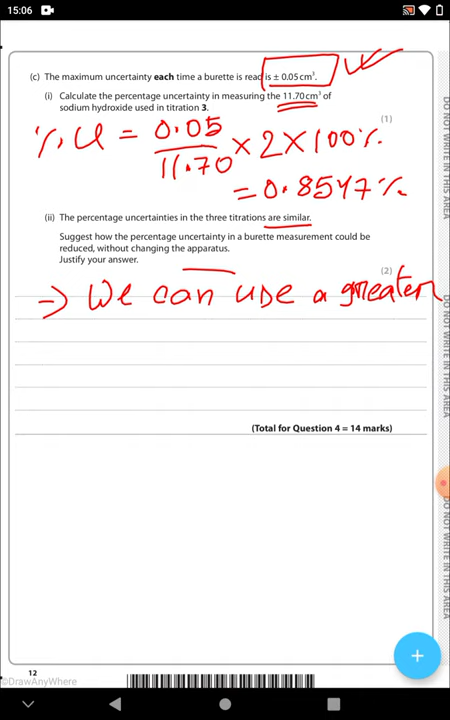 15:06
(c) The maximum uncertainty each time a burette is read is ± 0.05 cm³.
(i) Calculate the percentage uncertainty in measuring the 11.70 cm³ of
sodium hydroxide used in titration 3.
(1)
%U = 0.05/11.70 × 2 × 100%
= 0.8547%
(ii) The percentage uncertainties in the three titrations are similar.
Suggest how the percentage uncertainty in a burette measurement could be
reduced, without changing the apparatus.
Justify your answer.
(2)
→ We can use a greater
(Total for Question 4 = 14 marks)
12
©DrawAnyWhere
+
DO NOT WRITE IN THIS AREA
DO NOT WRITE IN THIS AREA
DO NOT WRITE IN THIS AREA